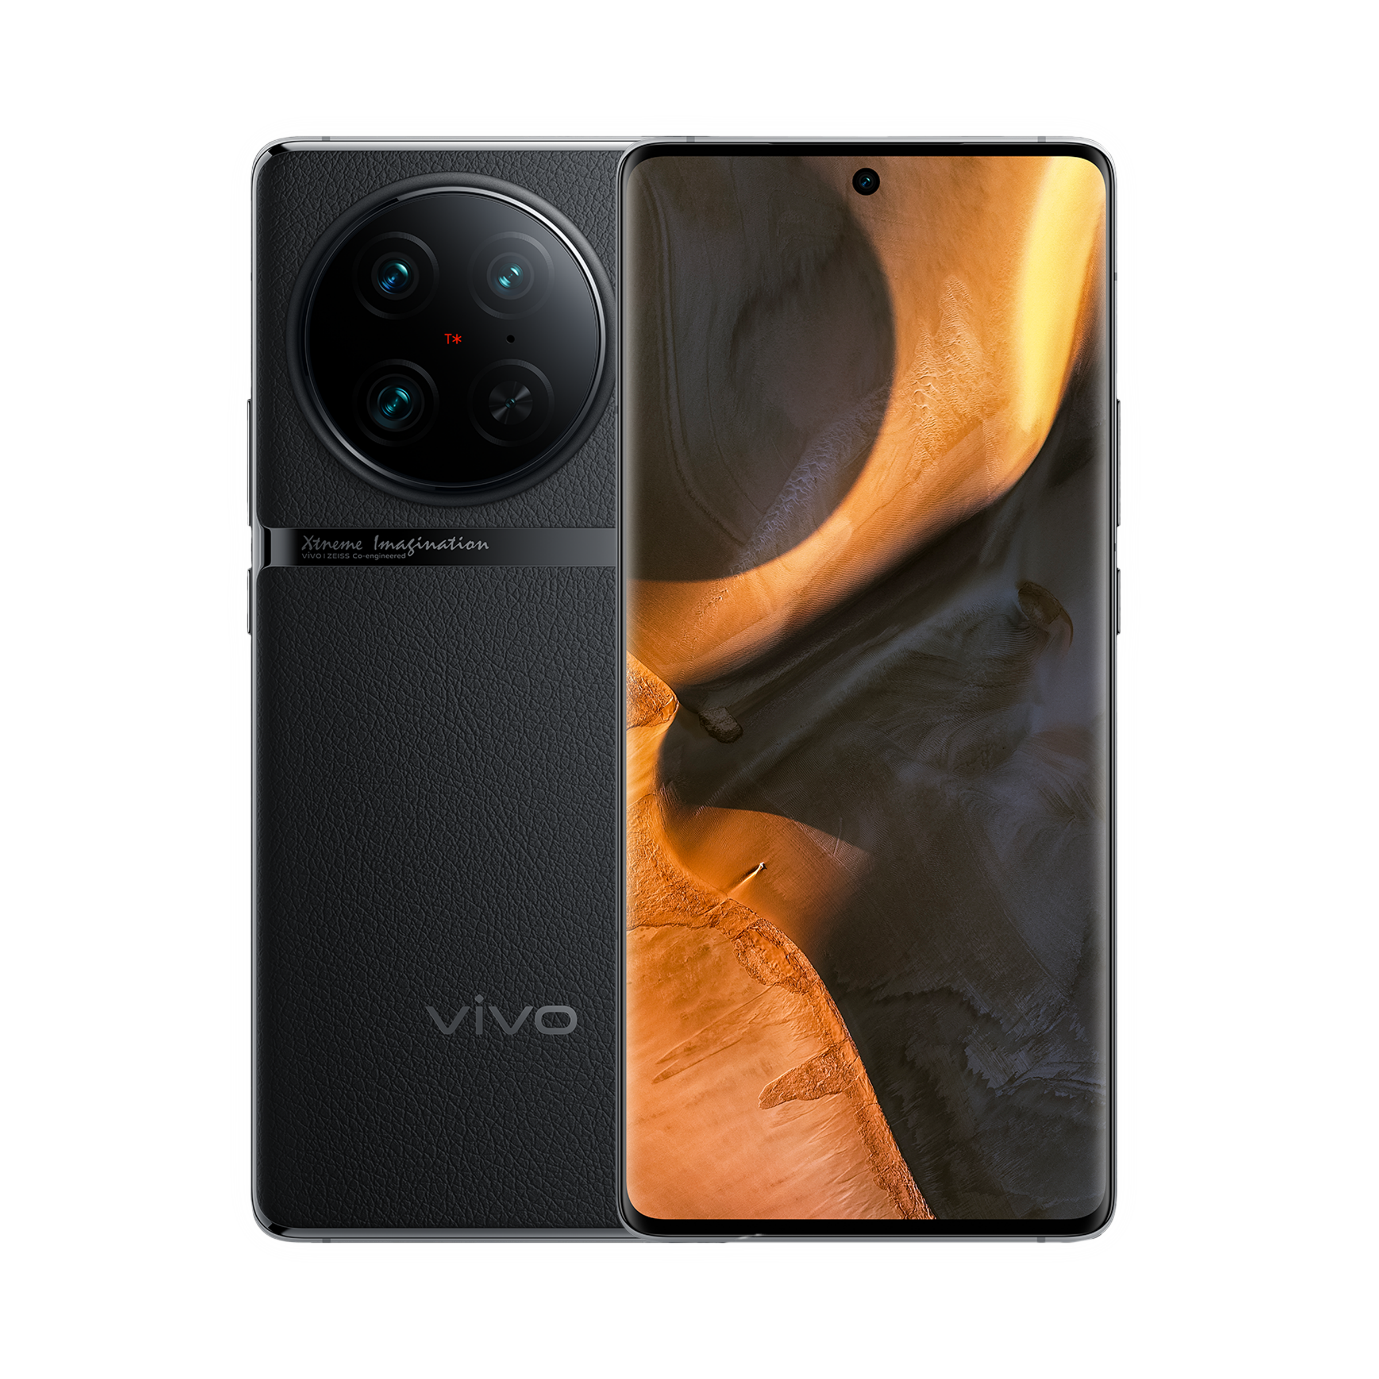 T*
Xtreme Imagination
VIVO | ZEISS Co-engineered
vivo